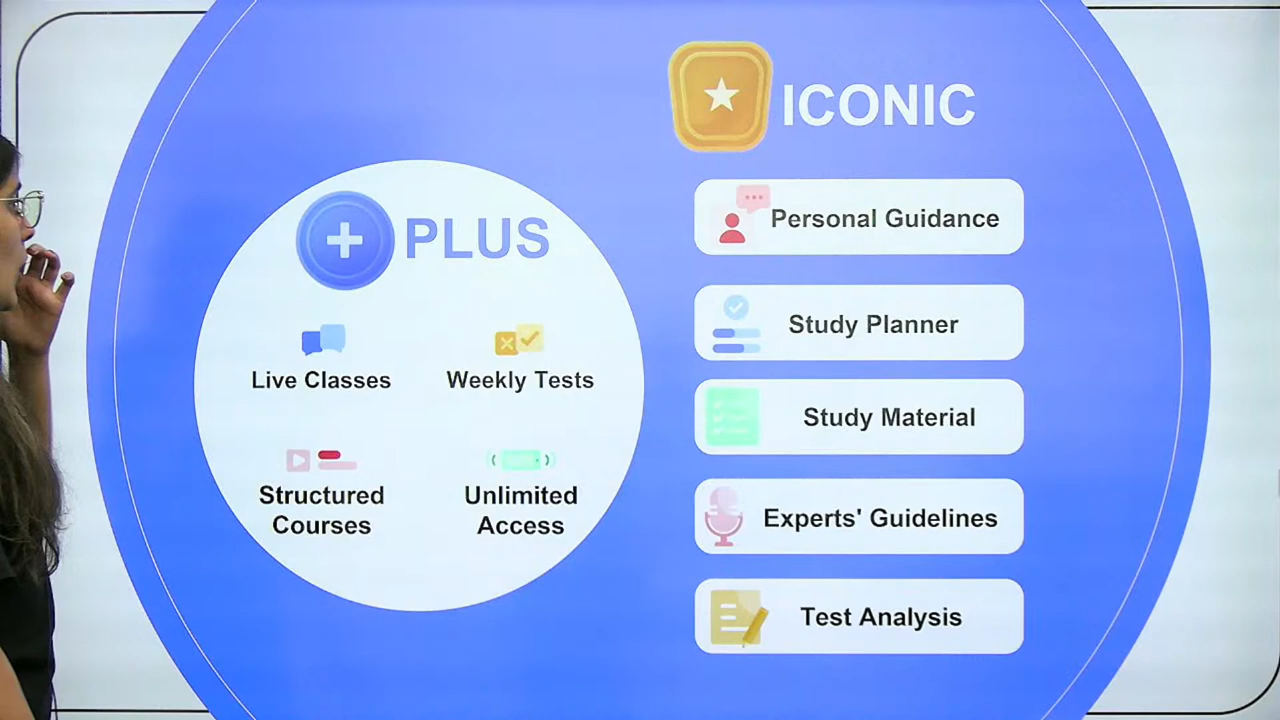 ICONIC
PLUS
Live Classes
Weekly Tests
Structured
Courses
Unlimited
Access
Personal Guidance
Study Planner
Study Material
Experts' Guidelines
Test Analysis